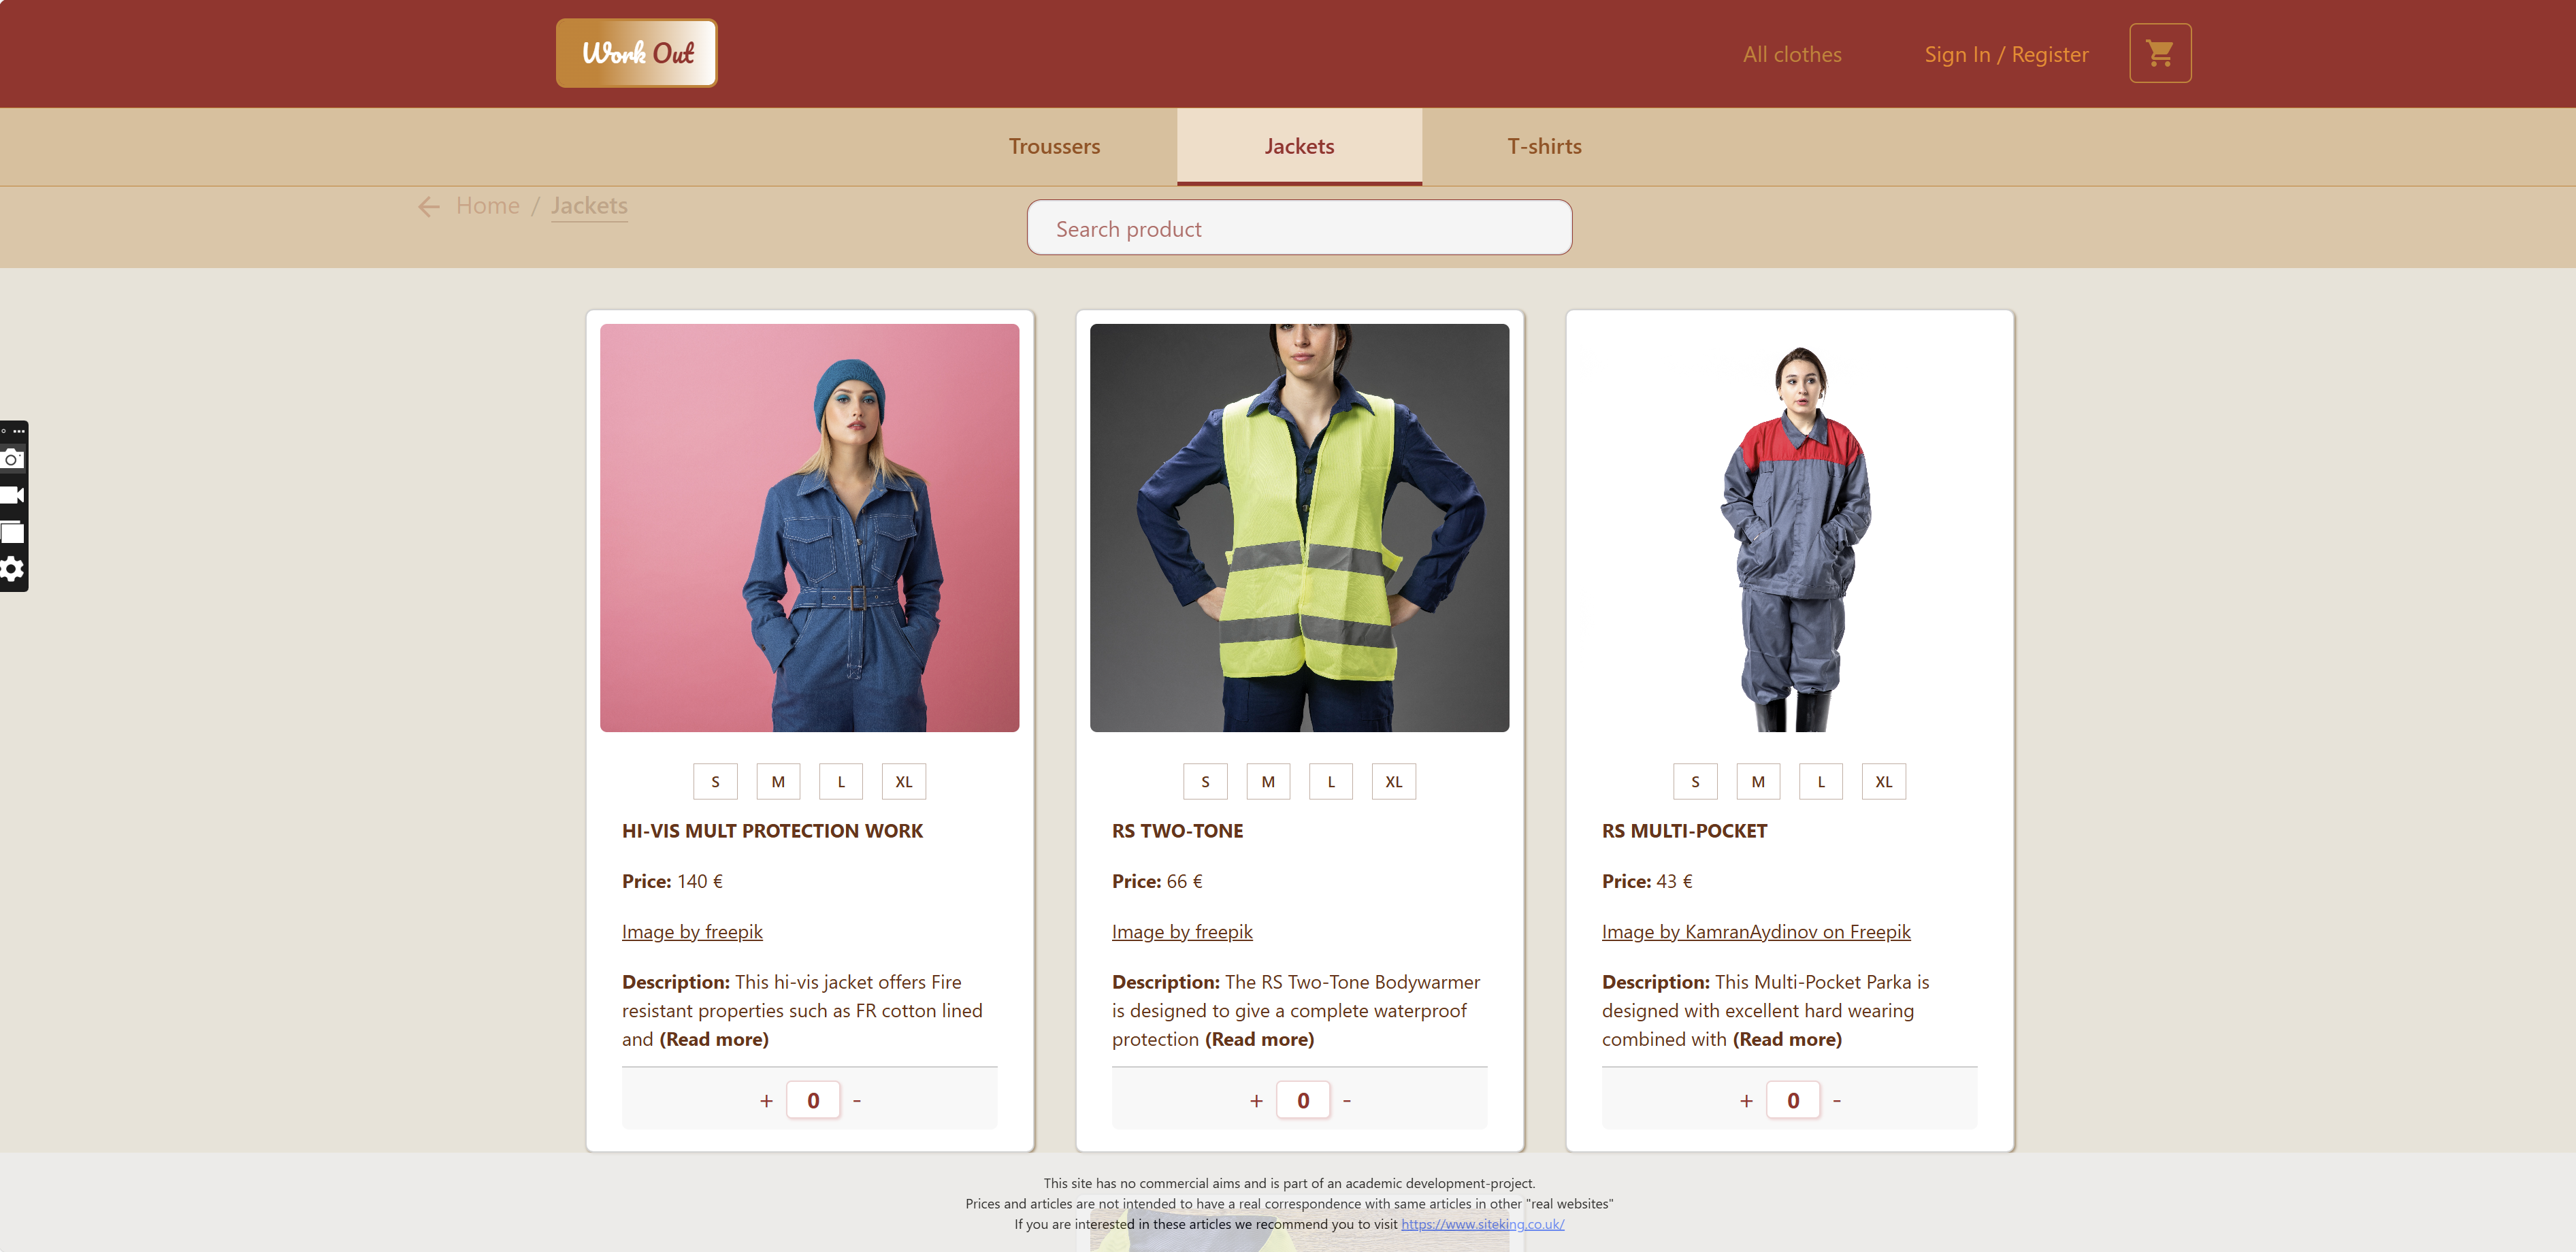 Work Out
All clothes
Sign In / Register
Troussers
Jackets
T-shirts
Home / Jackets
Search product
S M L XL
HI-VIS MULT PROTECTION WORK
Price: 140 €
Image by freepik
Description: This hi-vis jacket offers Fire
resistant properties such as FR cotton lined
and (Read more)
+ 0 -
S M L XL
RS TWO-TONE
Price: 66 €
Image by freepik
Description: The RS Two-Tone Bodywarmer
is designed to give a complete waterproof
protection (Read more)
+ 0 -
S M L XL
RS MULTI-POCKET
Price: 43 €
Image by KamranAydinov on Freepik
Description: This Multi-Pocket Parka is
designed with excellent hard wearing
combined with (Read more)
+ 0 -
This site has no commercial aims and is part of an academic development-project.
Prices and articles are not intended to have a real correspondence with same articles in other "real websites"
If you are interested in these articles we recommend you to visit https://www.siteking.co.uk/